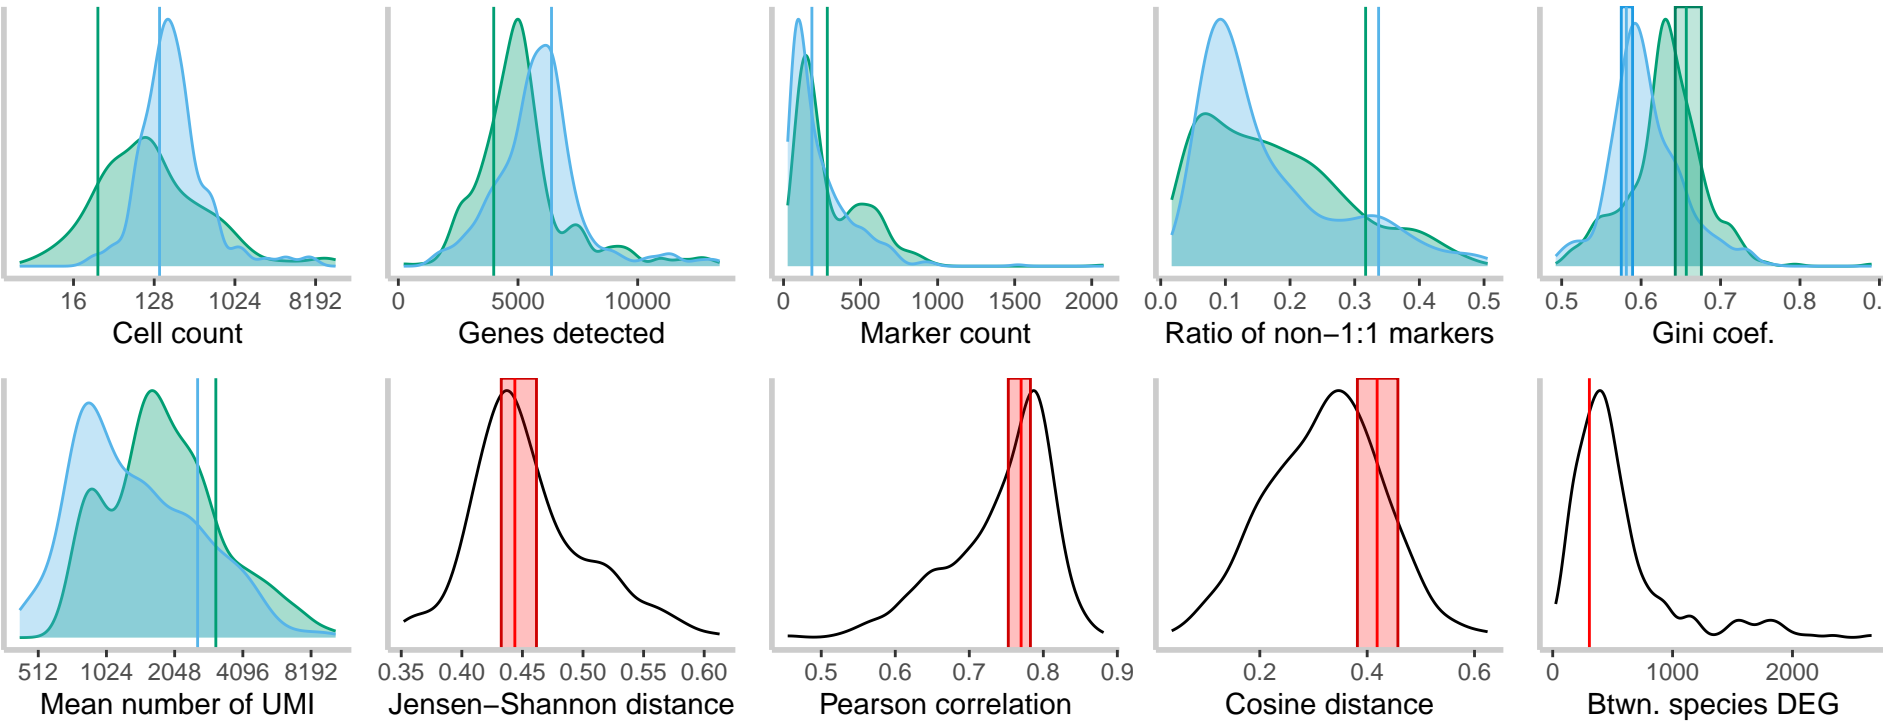 16 128 1024 8192
Cell count
0 5000 10000
Genes detected
0 500 1000 1500 2000
Marker count
0.0 0.1 0.2 0.3 0.4 0.5
Ratio of non−1:1 markers
0.5 0.6 0.7 0.8 0.
Gini coef.
512 1024 2048 4096 8192
Mean number of UMI
0.35 0.40 0.45 0.50 0.55 0.60
Jensen−Shannon distance
0.5 0.6 0.7 0.8 0.9
Pearson correlation
0.2 0.4 0.6
Cosine distance
0 1000 2000
Btwn. species DEG